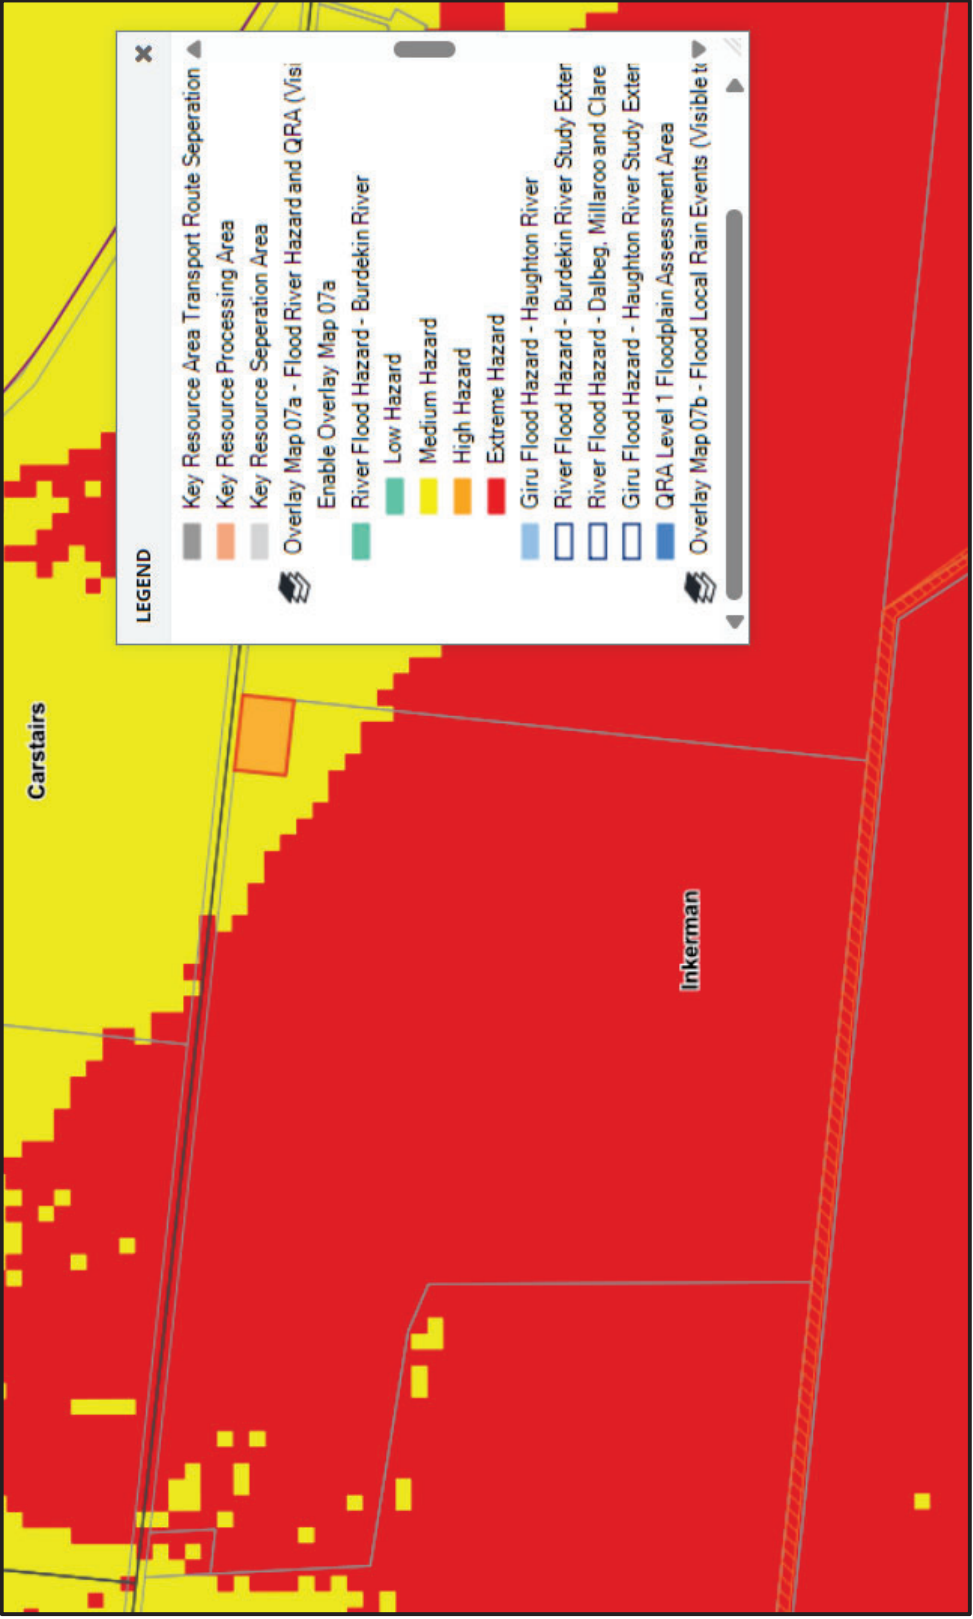 Carstairs
LEGEND
Key Resource Area Transport Route Seperation
Key Resource Processing Area
Key Resource Seperation Area
Overlay Map 07a - Flood River Hazard and QRA (Visi
Enable Overlay Map 07a
River Flood Hazard - Burdekin River
Low Hazard
Medium Hazard
High Hazard
Extreme Hazard
Giru Flood Hazard - Haughton River
River Flood Hazard - Burdekin River Study Exter
River Flood Hazard - Dalbeg, Millaroo and Clare
Giru Flood Hazard - Haughton River Study Exter
QRA Level 1 Floodplain Assessment Area
Overlay Map 07b - Flood Local Rain Events (Visible t
Inkerman